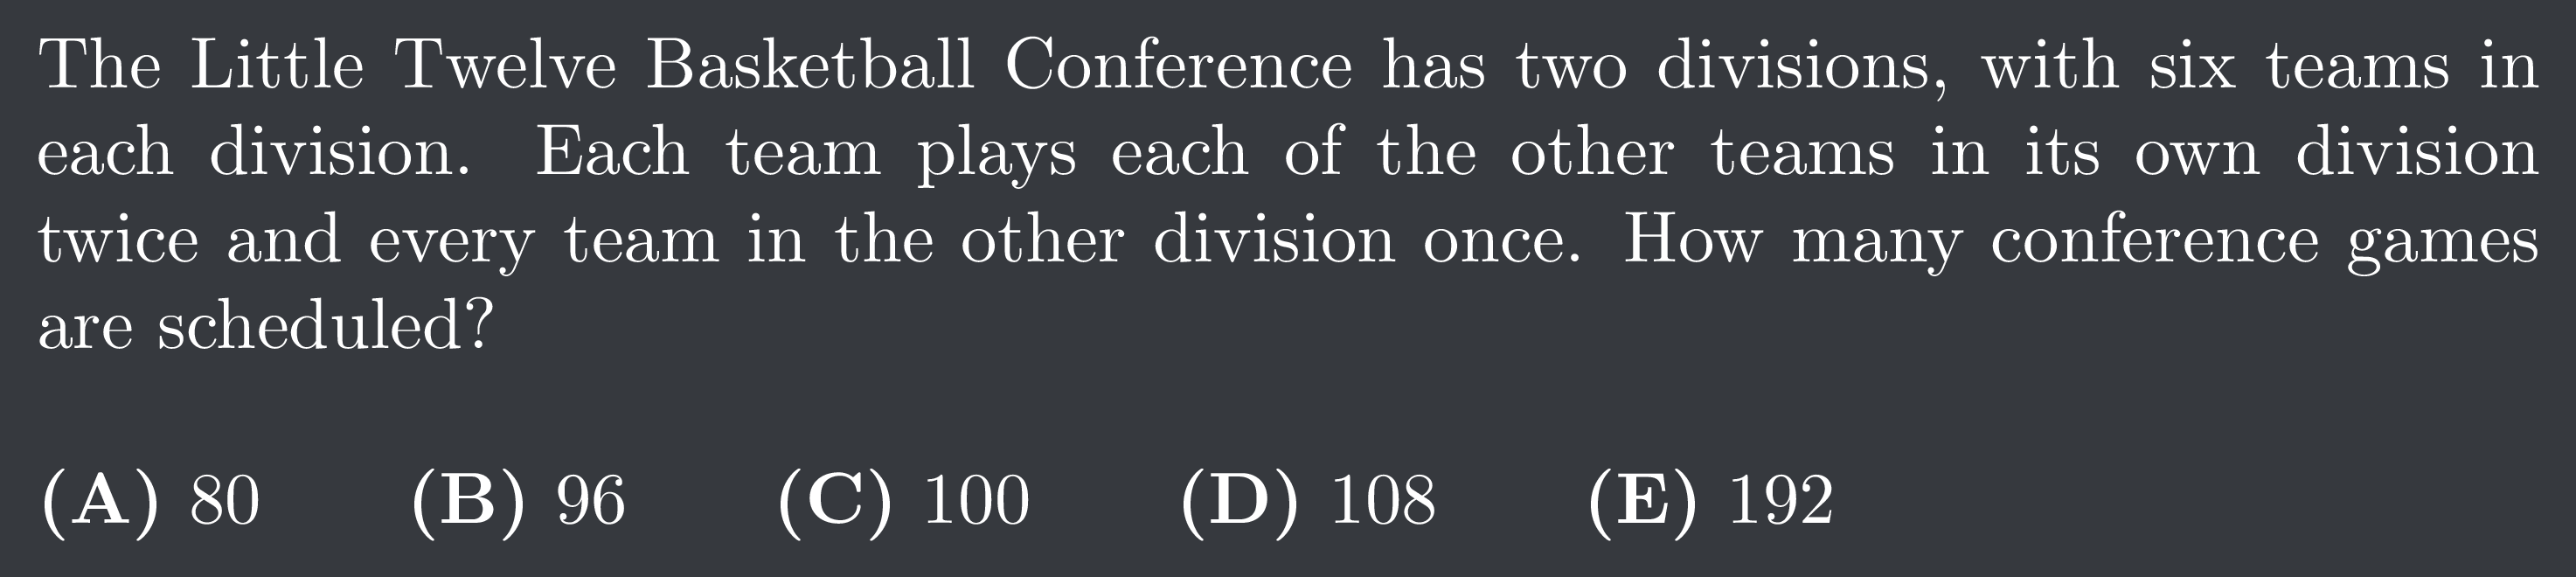 The Little Twelve Basketball Conference has two divisions, with six teams in
each division. Each team plays each of the other teams in its own division
twice and every team in the other division once. How many conference games
are scheduled?
(A) 80 (B) 96 (C) 100 (D) 108 (E) 192